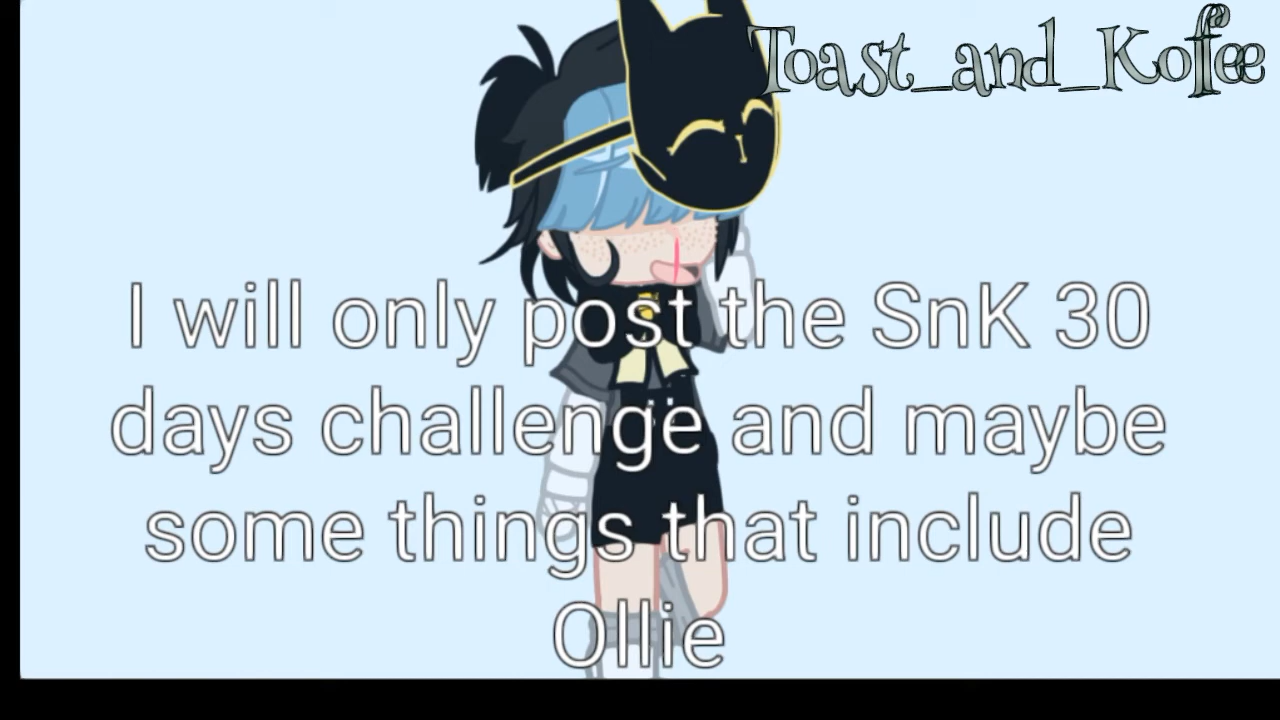 Toast_and_Koffee
I will only post the SnK 30
days challenge and maybe
some things that include
Ollie